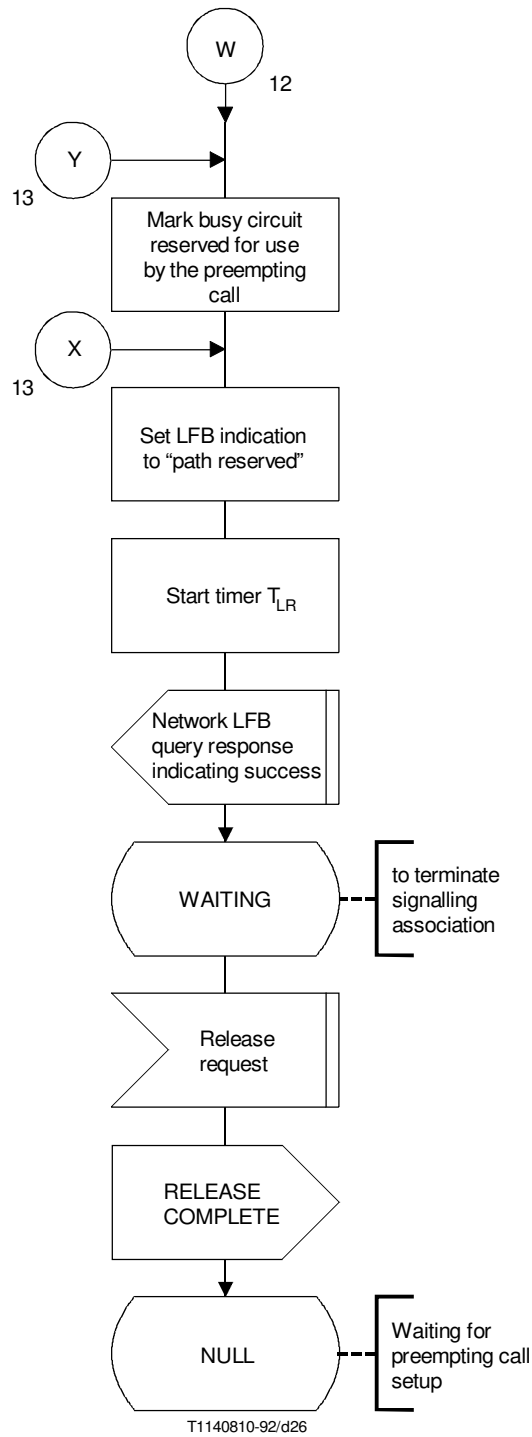 W
12
Y
13
Mark busy circuit
reserved for use
by the preempting
call
X
13
Set LFB indication
to “path reserved”
Start timer TLR
Network LFB
query response
indicating success
WAITING
to terminate
signalling
association
Release
request
RELEASE
COMPLETE
NULL
Waiting for
preempting call
setup
T1140810-92/d26